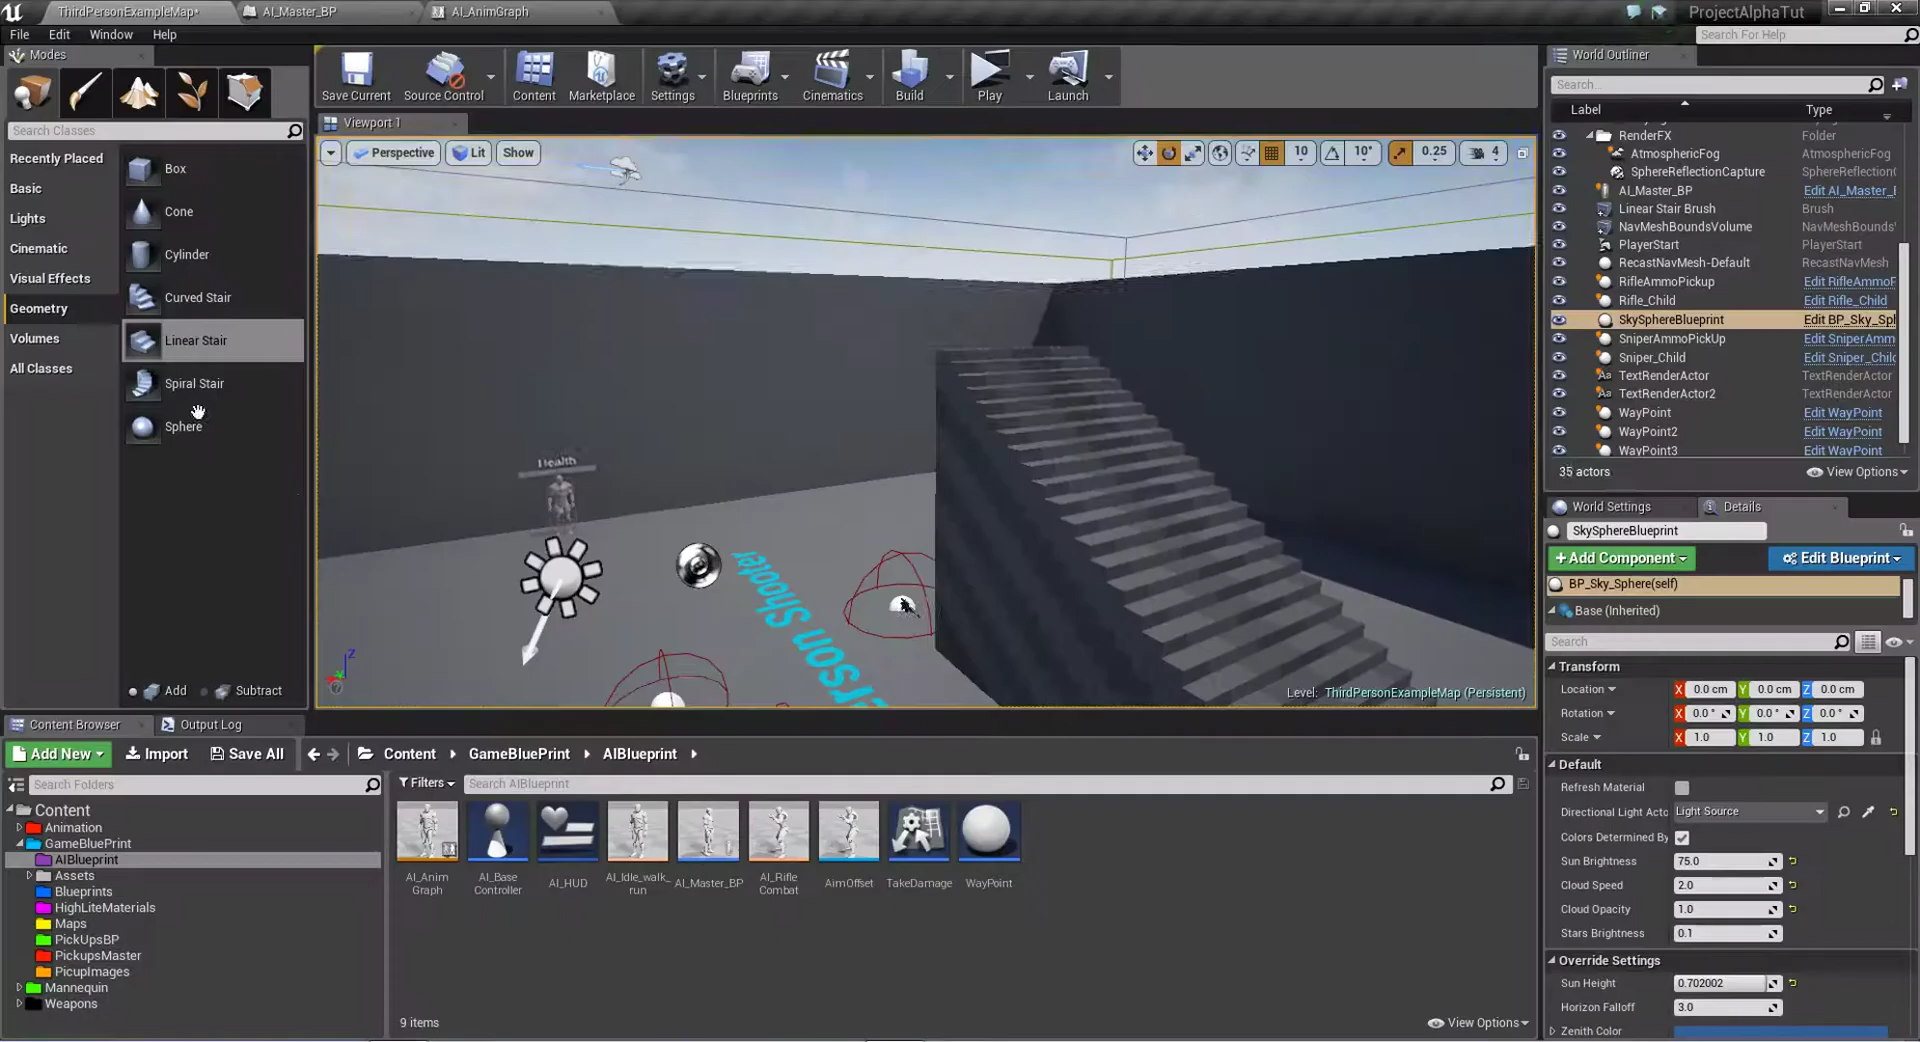 ThirdPersonExampleMap*
AI_Master_BP
AI_AnimGraph
ProjectAlphaTut
File
Edit
Window
Help
Search For Help
Modes
Save Current
Source Control
Content
Marketplace
Settings
Blueprints
Cinematics
Build
Play
Launch
World Outliner
Search...
Label
Type
Search Classes
Viewport 1
Perspective
Lit
Show
10
10°
0.25
4
Recently Placed
Basic
Lights
Cinematic
Visual Effects
Geometry
Volumes
All Classes
Box
Cone
Cylinder
Curved Stair
Linear Stair
Spiral Stair
Sphere
Add
Subtract
Health
rson Shooter
Z
Level: ThirdPersonExampleMap (Persistent)
RenderFX Folder
AtmosphericFog AtmosphericFog
SphereReflectionCapture SphereReflection
AI_Master_BP Edit AI_Master_
Linear Stair Brush Brush
NavMeshBoundsVolume NavMeshBounds
PlayerStart PlayerStart
RecastNavMesh-Default RecastNavMesh
RifleAmmoPickup Edit RifleAmmo
Rifle_Child Edit Rifle_Child
SkySphereBlueprint Edit BP_Sky_Sp
SniperAmmoPickUp Edit SniperAmm
Sniper_Child Edit Sniper_Chil
TextRenderActor TextRenderActor
TextRenderActor2 TextRenderActor
WayPoint Edit WayPoint
WayPoint2 Edit WayPoint
WayPoint3 Edit WayPoint
35 actors
View Options
World Settings
Details
SkySphereBlueprint
+Add Component
Edit Blueprint
BP_Sky_Sphere(self)
Base (Inherited)
Search
Transform
Location X 0.0 cm Y 0.0 cm Z 0.0 cm
Rotation X 0.0 ° Y 0.0 ° Z 0.0 °
Scale X 1.0 Y 1.0 Z 1.0
Default
Refresh Material
Directional Light Acto Light Source
Colors Determined By
Sun Brightness 75.0
Cloud Speed 2.0
Cloud Opacity 1.0
Stars Brightness 0.1
Override Settings
Sun Height 0.702002
Horizon Falloff 3.0
Zenith Color
Content Browser
Output Log
Add New
Import
Save All
Content
GameBluePrint
AIBlueprint
Search Folders
Filters
Search AIBlueprint
Content
Animation
GameBluePrint
AIBlueprint
Assets
Blueprints
HighLiteMaterials
Maps
PickUpsBP
PickupsMaster
PicupImages
Mannequin
Weapons
AI_Anim
Graph
AI_Base
Controller
AI_HUD
AI_Idle_walk_
run
AI_Master_BP
AI_Rifle
Combat
AimOffset
TakeDamage
WayPoint
9 items
View Options